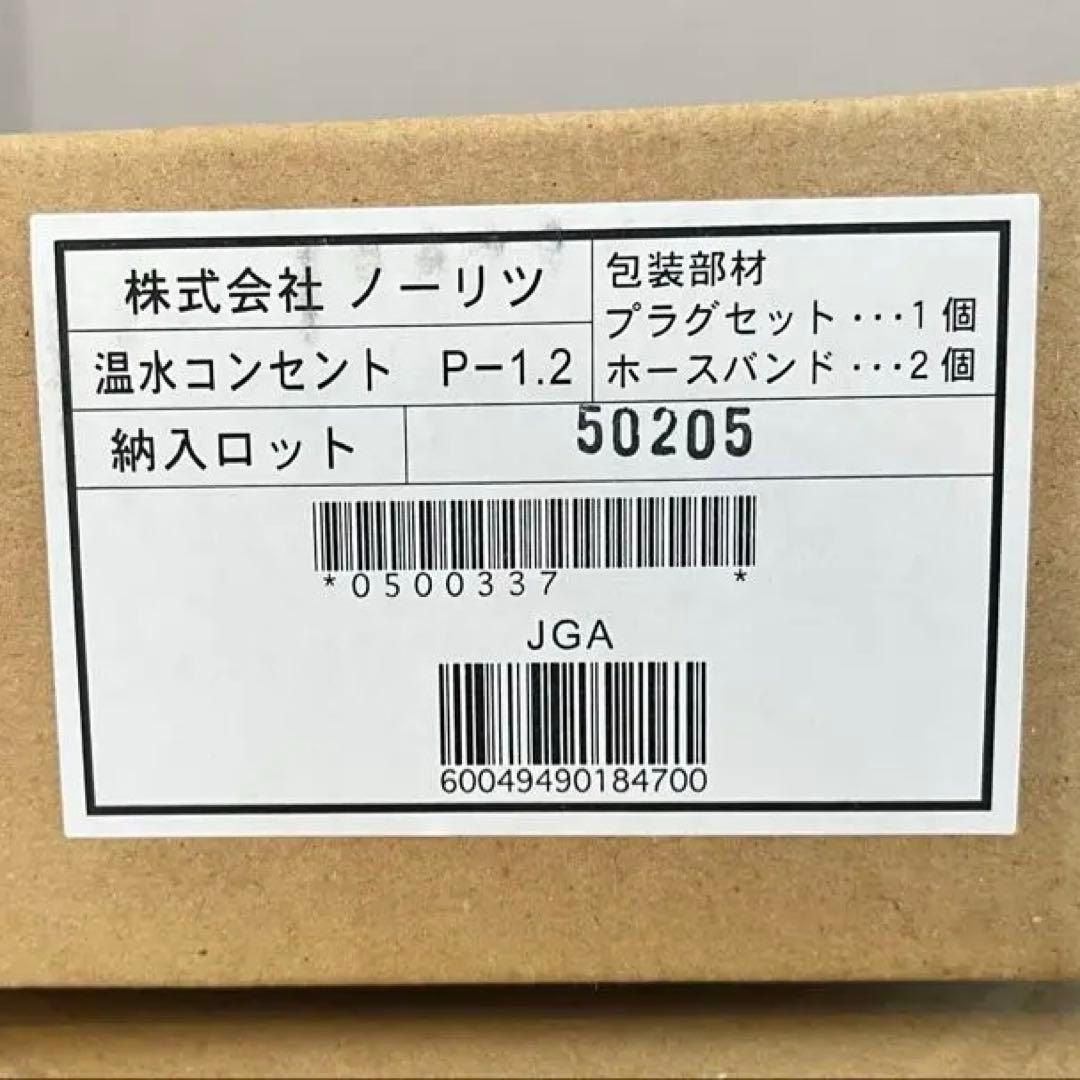 株式会社 ノーリツ
温水コンセント P-1.2
包装部材
プラグセット ･･･1個
ホースバンド ･･･2個
納入ロット 50205
*0500337 *
JGA
60049490184700